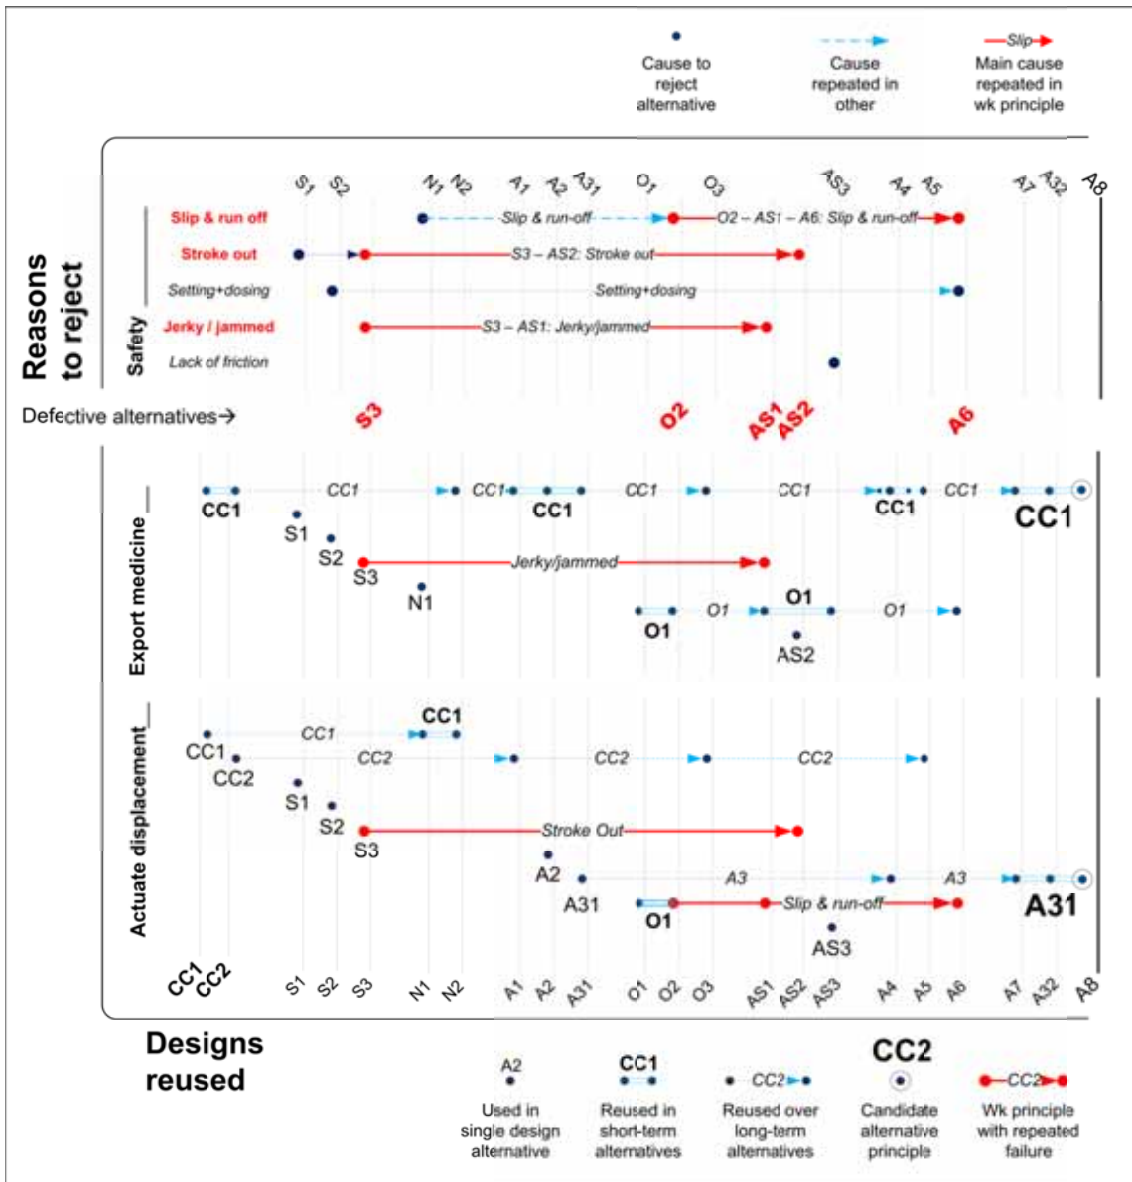 Slip
Cause to
reject
alternative
Cause
repeated in
other
Main cause
repeated in
wk principle
S1 S2 N1 N2 A1 A2 A31 O1 O3 AS3 A4 A5 A7 A32 A8
Reasons
to reject
Safety
Slip & run off
Slip & run-off
O2 – AS1 – A6: Slip & run-off
Stroke out
S3 – AS2: Stroke out
Setting+dosing
Setting+dosing
Jerky / jammed
S3 – AS1: Jerky/jammed
Lack of friction
Defective alternatives→
S3 O2 AS1 AS2 A6
Export medicine
CC1 CC1 CC1 CC1 CC1
CC1 CC1 CC1 CC1
S1
S2
S3
Jerky/jammed
N1
O1
O1 O1
O1
AS2
Actuate displacement
CC1
CC1
CC1
CC2 CC2 CC2
CC2
S1
S2
Stroke Out
S3
A2
A3 A3
A31
A31
Slip & run-off
O1
AS3
CC1 CC2 S1 S2 S3 N1 N2 A1 A2 A31 O1 O2 O3 AS1 AS2 AS3 A4 A5 A6 A7 A32 A8
Designs
reused
A2
Used in
single design
alternative
CC1
Reused in
short-term
alternatives
CC2
Reused over
long-term
alternatives
CC2
Candidate
alternative
principle
CC2
Wk principle
with repeated
failure